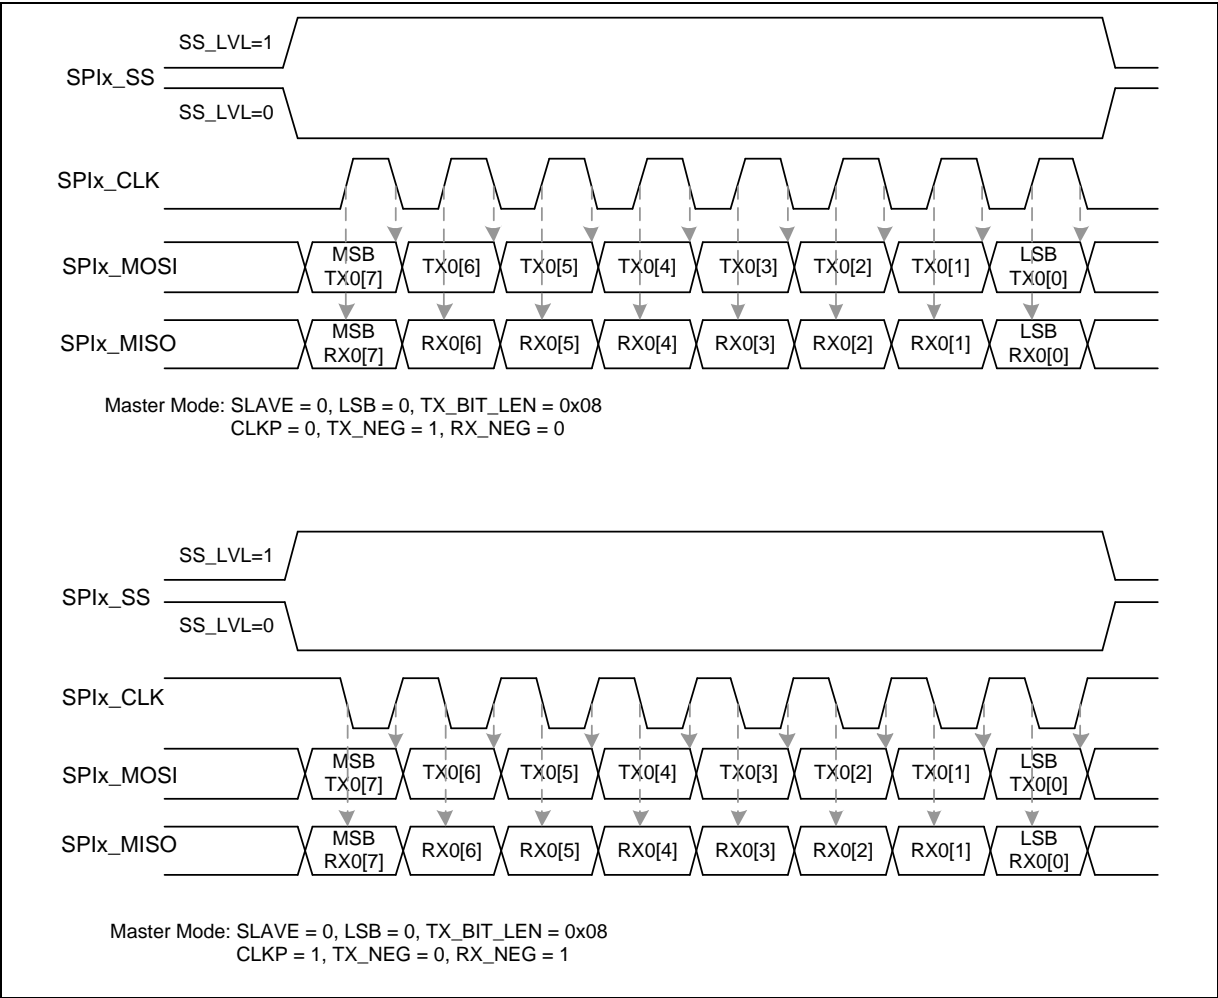 SS_LVL=1
SPIx_SS
SS_LVL=0
SPIx_CLK
SPIx_MOSI
MSB TX0[7] TX0[6] TX0[5] TX0[4] TX0[3] TX0[2] TX0[1] LSB TX0[0]
SPIx_MISO
MSB RX0[7] RX0[6] RX0[5] RX0[4] RX0[3] RX0[2] RX0[1] LSB RX0[0]
Master Mode: SLAVE = 0, LSB = 0, TX_BIT_LEN = 0x08
CLKP = 0, TX_NEG = 1, RX_NEG = 0
SS_LVL=1
SPIx_SS
SS_LVL=0
SPIx_CLK
SPIx_MOSI
MSB TX0[7] TX0[6] TX0[5] TX0[4] TX0[3] TX0[2] TX0[1] LSB TX0[0]
SPIx_MISO
MSB RX0[7] RX0[6] RX0[5] RX0[4] RX0[3] RX0[2] RX0[1] LSB RX0[0]
Master Mode: SLAVE = 0, LSB = 0, TX_BIT_LEN = 0x08
CLKP = 1, TX_NEG = 0, RX_NEG = 1